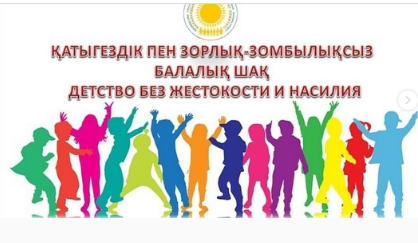 ҚАТЫГЕЗДІК ПЕН ЗОРЛЫҚ-ЗОМБЫЛЫҚСЫЗ
БАЛАЛЫҚ ШАҚ
ДЕТСТВО БЕЗ ЖЕСТОКОСТИ И НАСИЛИЯ